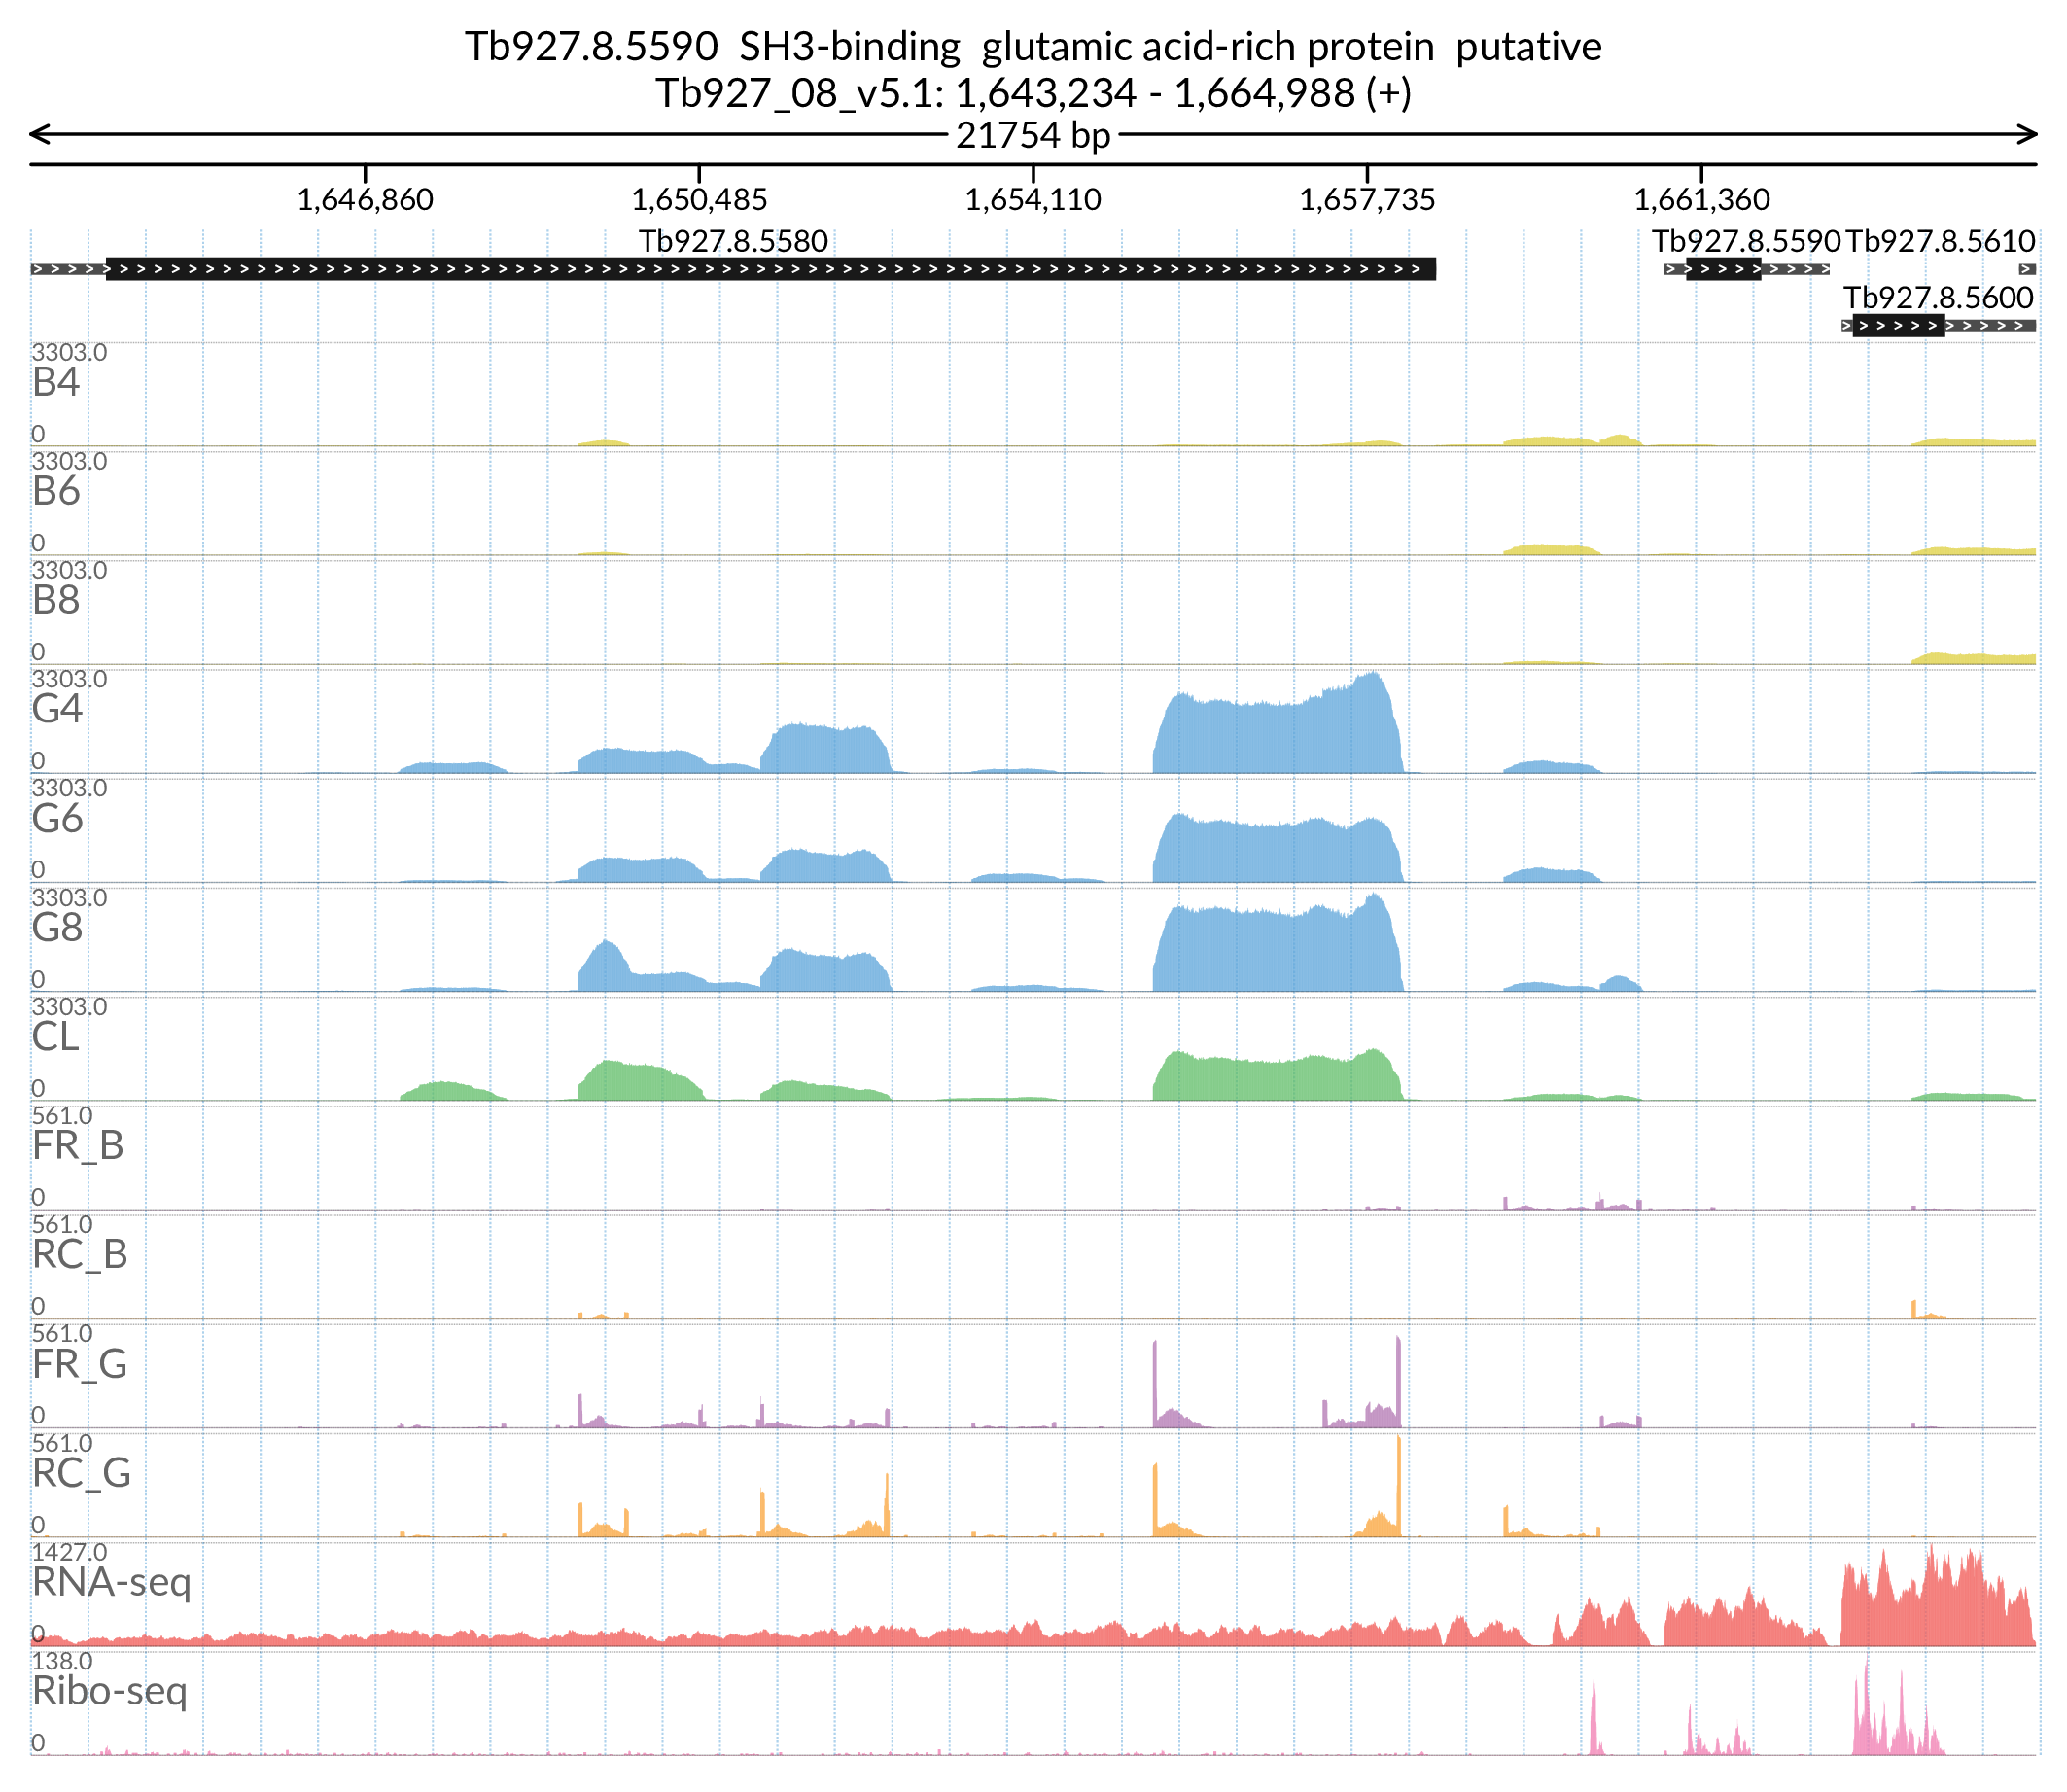 Tb927.8.5590  SH3-binding  glutamic acid-rich protein  putative
Tb927_08_v5.1: 1,643,234 - 1,664,988 (+)
21754 bp
1,646,860 1,650,485 1,654,110 1,657,735 1,661,360
Tb927.8.5580 Tb927.8.5590 Tb927.8.5610
Tb927.8.5600
3303.0
B4
0
3303.0
B6
0
3303.0
B8
0
3303.0
G4
0
3303.0
G6
0
3303.0
G8
0
3303.0
CL
0
561.0
FR_B
0
561.0
RC_B
0
561.0
FR_G
0
561.0
RC_G
0
1427.0
RNA-seq
0
138.0
Ribo-seq
0